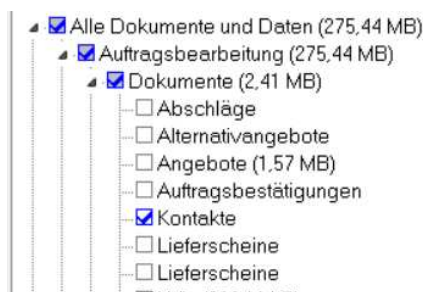 Alle Dokumente und Daten (275,44 MB)
Auftragsbearbeitung (275,44 MB)
Dokumente (2,41 MB)
Abschläge
Alternativangebote
Angebote (1,57 MB)
Auftragsbestätigungen
Kontakte
Lieferscheine
Lieferscheine